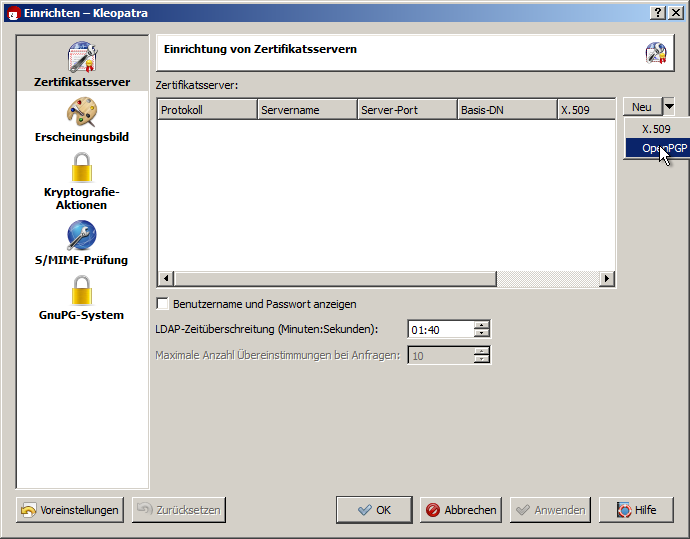 Einrichten – Kleopatra
Zertifikatsserver
Erscheinungsbild
Kryptografie-
Aktionen
S/MIME-Prüfung
GnuPG-System
Einrichtung von Zertifikatsservern
Zertifikatsserver:
Protokoll Servername Server-Port Basis-DN X.509
Neu
X.509
OpenPGP
Benutzername und Passwort anzeigen
LDAP-Zeitüberschreitung (Minuten:Sekunden): 01:40
Maximale Anzahl Übereinstimmungen bei Anfragen: 10
Voreinstellungen Zurücksetzen OK Abbrechen Anwenden Hilfe